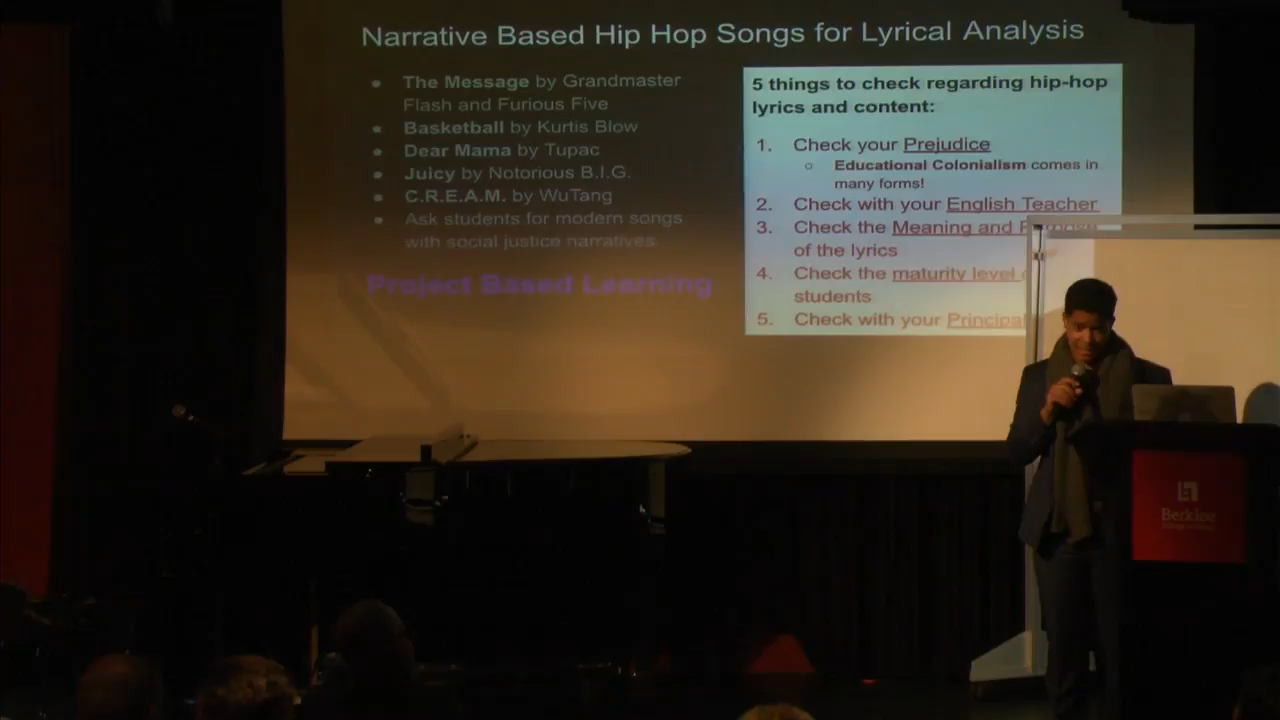 Narrative Based Hip Hop Songs for Lyrical Analysis
• The Message by Grandmaster
Flash and Furious Five
• Basketball by Kurtis Blow
• Dear Mama by Tupac
• Juicy by Notorious B.I.G.
• C.R.E.A.M. by WuTang
• Ask students for modern songs
with social justice narratives.
Project Based Learning
5 things to check regarding hip-hop
lyrics and content:
1. Check your Prejudice
○ Educational Colonialism comes in
many forms!
2. Check with your English Teacher
3. Check the Meaning and
of the lyrics
4. Check the maturity level
students
5. Check with your Principal
Berklee